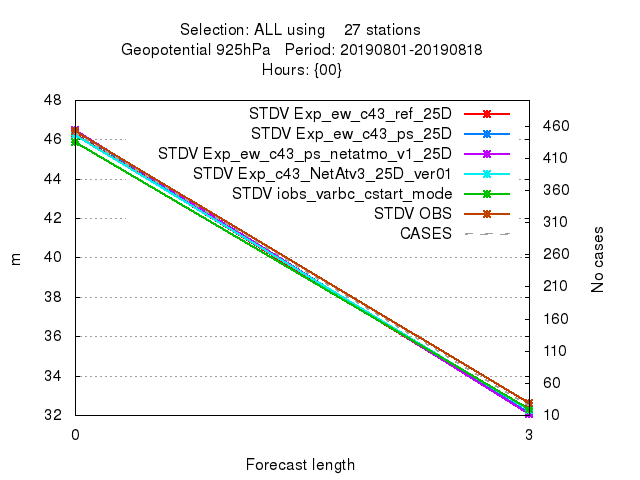 Selection: ALL using    27 stations
Geopotential 925hPa   Period: 20190801-20190818
Hours: {00}
STDV Exp_ew_c43_ref_25D
STDV Exp_ew_c43_ps_25D
STDV Exp_ew_c43_ps_netatmo_v1_25D
STDV Exp_c43_NetAtv3_25D_ver01
STDV iobs_varbc_cstart_mode
STDV OBS
CASES
48
46
44
42
40
38
36
34
32
m
460
410
360
310
260
210
160
110
60
10
No cases
0
3
Forecast length